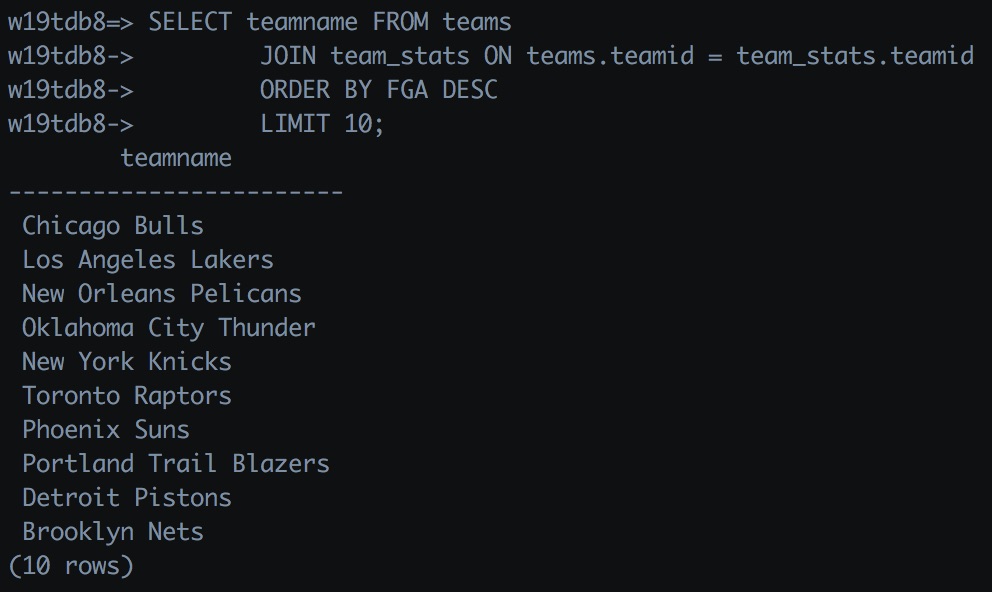 w19tdb8=> SELECT teamname FROM teams
w19tdb8-> JOIN team_stats ON teams.teamid = team_stats.teamid
w19tdb8-> ORDER BY FGA DESC
w19tdb8-> LIMIT 10;
teamname
------------------------
Chicago Bulls
Los Angeles Lakers
New Orleans Pelicans
Oklahoma City Thunder
New York Knicks
Toronto Raptors
Phoenix Suns
Portland Trail Blazers
Detroit Pistons
Brooklyn Nets
(10 rows)